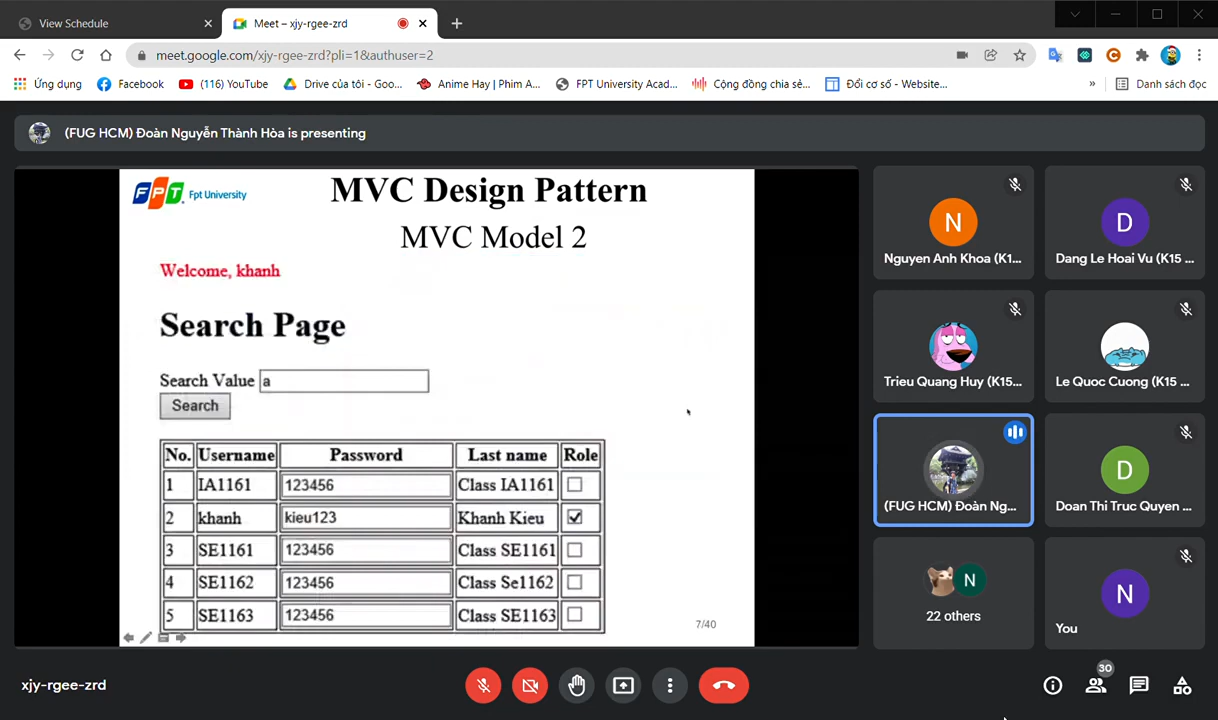 View Schedule
Meet – xjy-rgee-zrd
meet.google.com/xjy-rgee-zrd?pli=1&authuser=2
Ứng dụng
Facebook
(116) YouTube
Drive của tôi - Goo...
Anime Hay | Phim A...
FPT University Acad...
Cộng đồng chia sẻ...
Đổi cơ số - Website...
»
Danh sách đọc
(FUG HCM) Đoàn Nguyễn Thành Hòa is presenting
FPT Fpt University
MVC Design Pattern
MVC Model 2
Welcome, khanh
Search Page
Search Value a
Search
No. Username Password Last name Role
1 IA1161 123456 Class IA1161
2 khanh kieu123 Khanh Kieu
3 SE1161 123456 Class SE1161
4 SE1162 123456 Class Se1162
5 SE1163 123456 Class SE1163
7/40
N
Nguyen Anh Khoa (K1...
D
Dang Le Hoai Vu (K15 ...
Trieu Quang Huy (K15...
Le Quoc Cuong (K15 ...
(FUG HCM) Đoàn Ng...
D
Doan Thi Truc Quyen ...
N
22 others
N
You
xjy-rgee-zrd
30